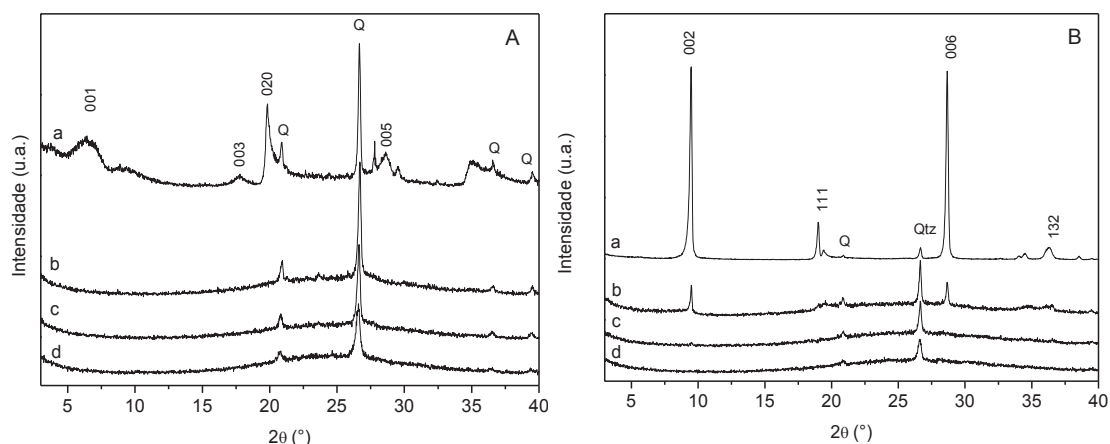 A
Q
020
001
a
Q
003
005
Q
Q
b
c
d
Intensidade (u.a.)
5 10 15 20 25 30 35 40
2θ (°)
B
002
006
111
Q
Qtz
132
a
b
c
d
Intensidade (u.a.)
5 10 15 20 25 30 35 40
2θ (°)